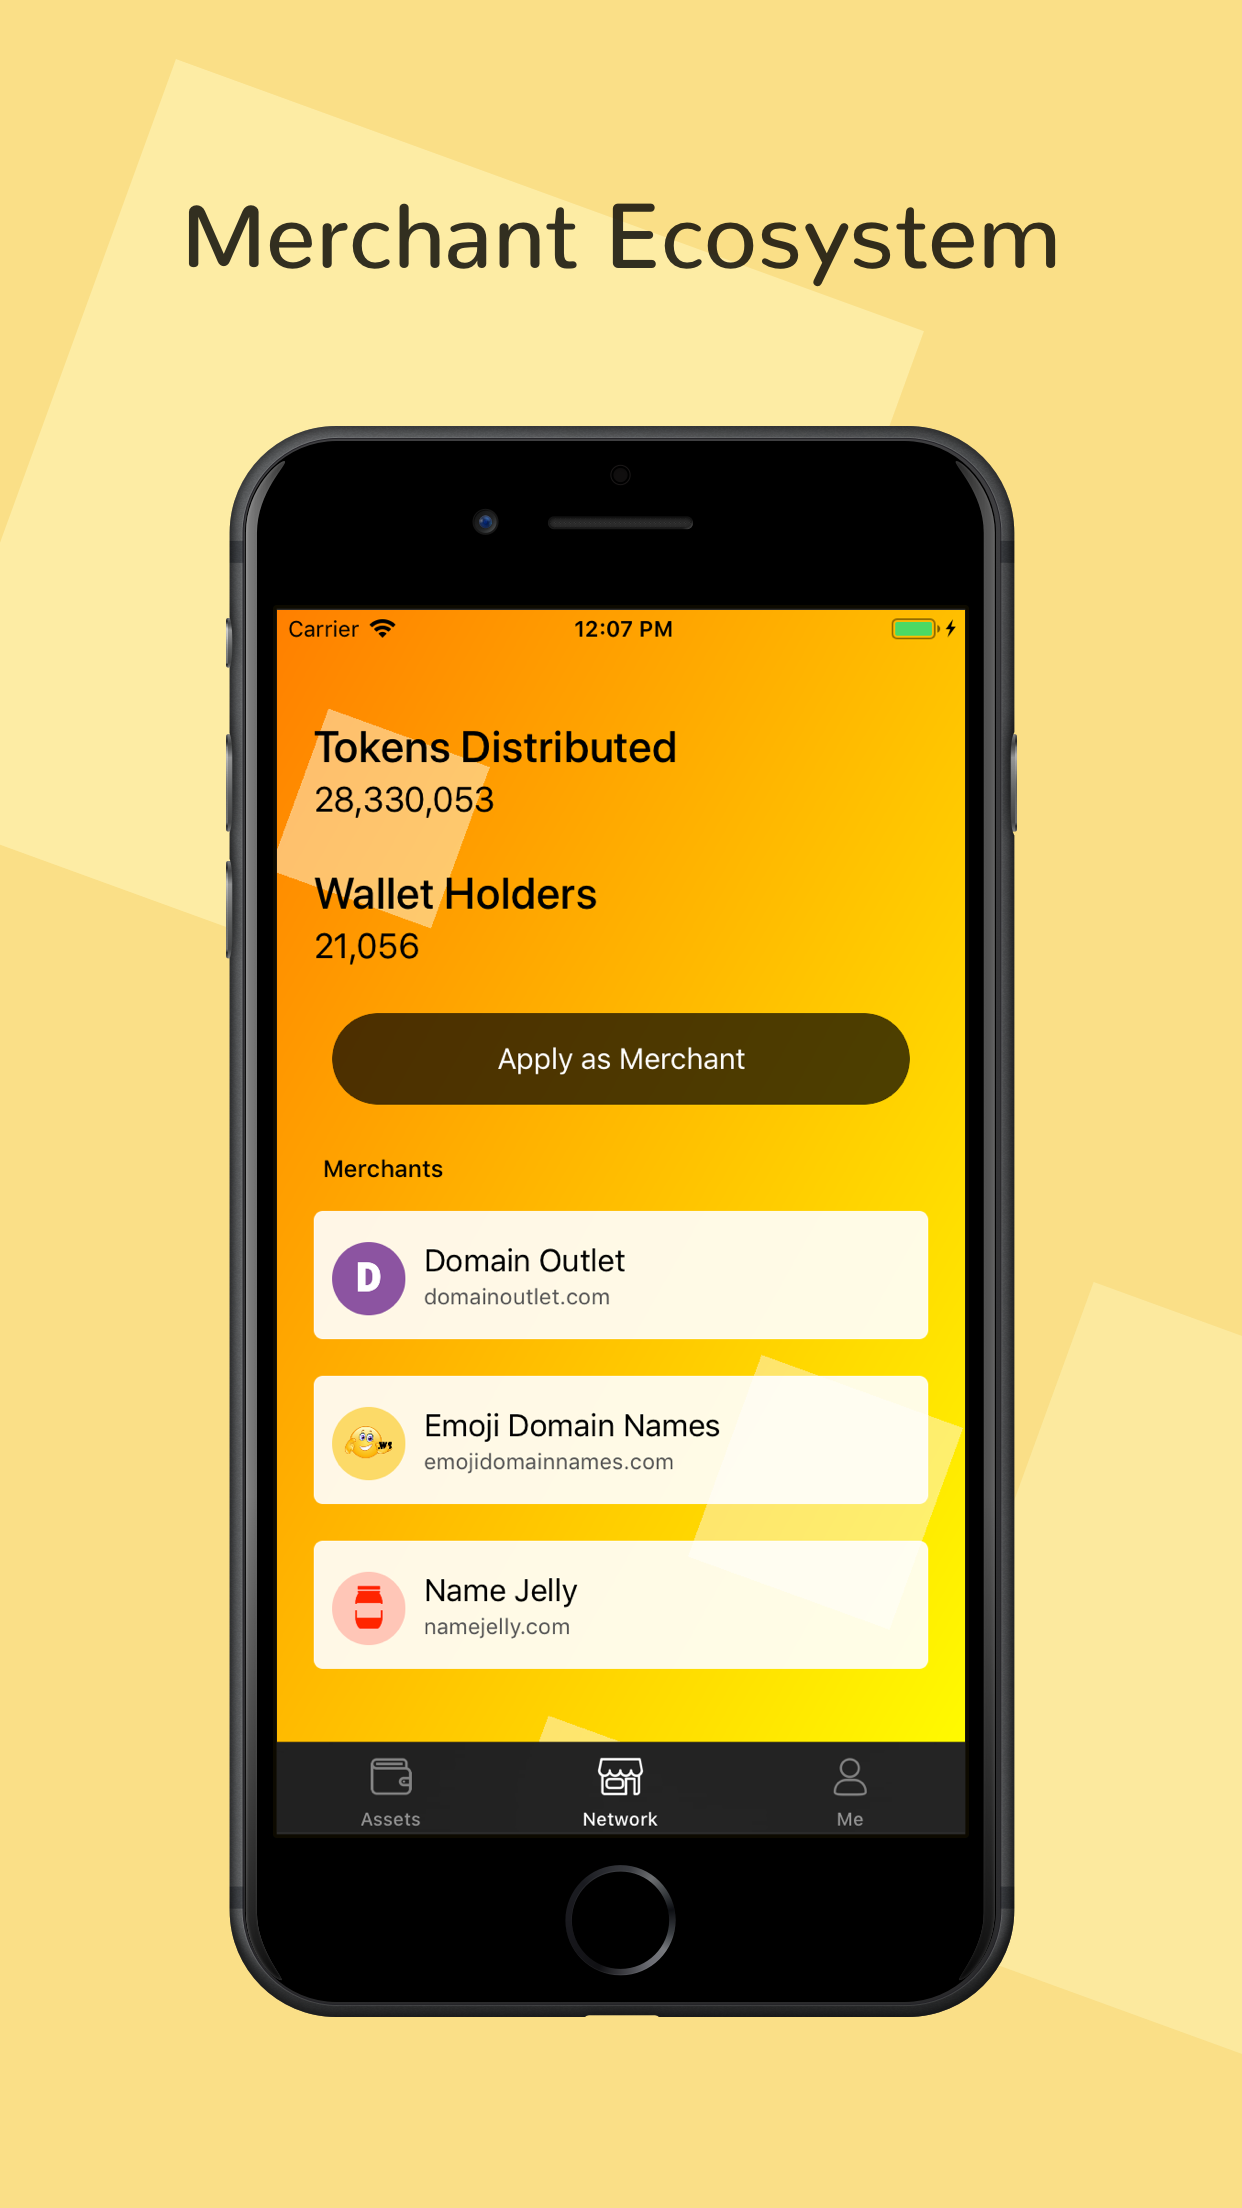 Merchant Ecosystem
Carrier 12:07 PM
Tokens Distributed
28,330,053
Wallet Holders
21,056
Apply as Merchant
Merchants
D
Domain Outlet
domainoutlet.com
.ws
Emoji Domain Names
emojidomainnames.com
Name Jelly
namejelly.com
Assets Network Me